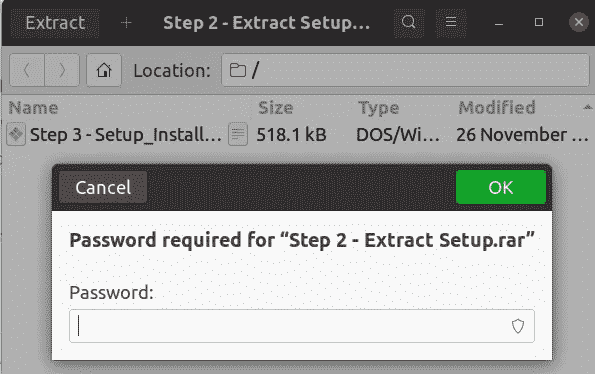 Extract + Step 2 - Extract Setup...
Location: /
Name Size Type Modified
Step 3 - Setup_Install... 518.1 kB DOS/Wi... 26 November ...
Cancel OK
Password required for “Step 2 - Extract Setup.rar”
Password: